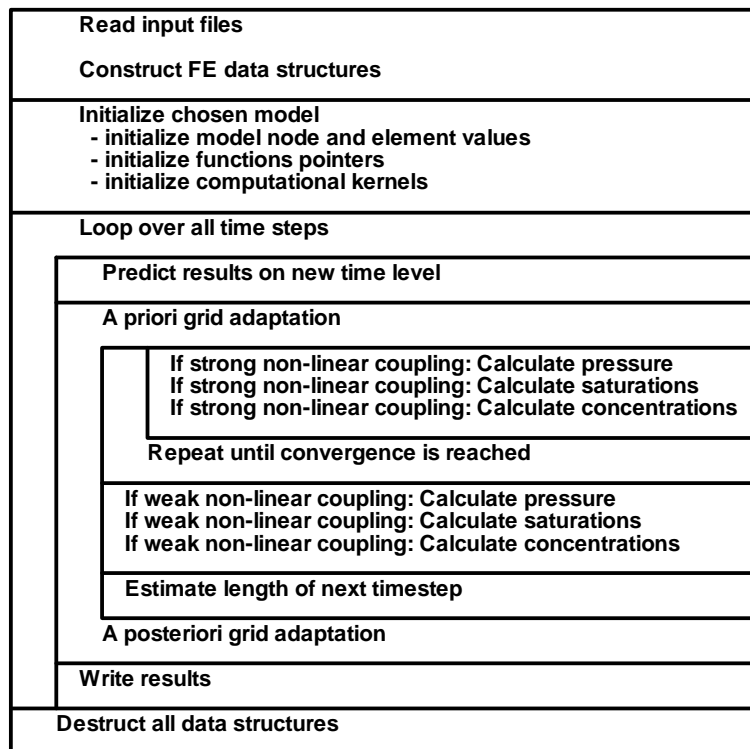 Read input files
Construct FE data structures
Initialize chosen model
- initialize model node and element values
- initialize functions pointers
- initialize computational kernels
Loop over all time steps
Predict results on new time level
A priori grid adaptation
If strong non-linear coupling: Calculate pressure
If strong non-linear coupling: Calculate saturations
If strong non-linear coupling: Calculate concentrations
Repeat until convergence is reached
If weak non-linear coupling: Calculate pressure
If weak non-linear coupling: Calculate saturations
If weak non-linear coupling: Calculate concentrations
Estimate length of next timestep
A posteriori grid adaptation
Write results
Destruct all data structures